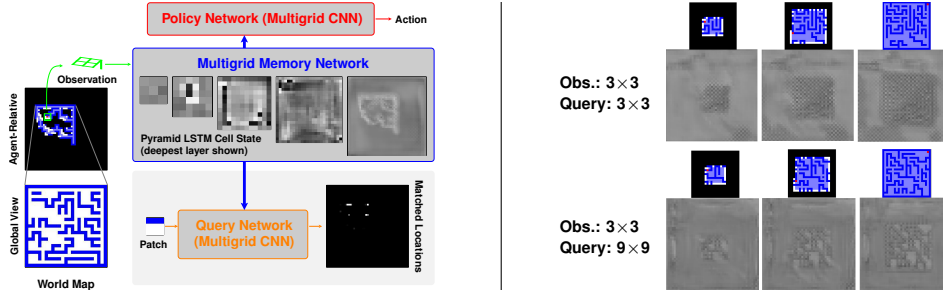 Policy Network (Multigrid CNN)
Action
Observation
Multigrid Memory Network
Pyramid LSTM Cell State
(deepest layer shown)
Agent-Relative
Global View
World Map
Patch
Query Network
(Multigrid CNN)
Matched Locations
Obs.: 3×3
Query: 3×3
Obs.: 3×3
Query: 9×9